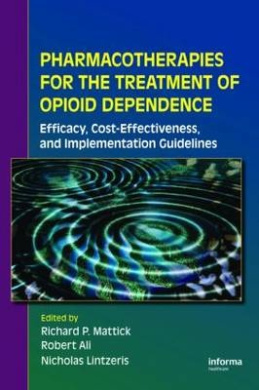 PHARMACOTHERAPIES
FOR THE TREATMENT OF
OPIOID DEPENDENCE
Efficacy, Cost-Effectiveness,
and Implementation Guidelines
Edited by
Richard P. Mattick
Robert Ali
Nicholas Lintzeris
informa
healthcare